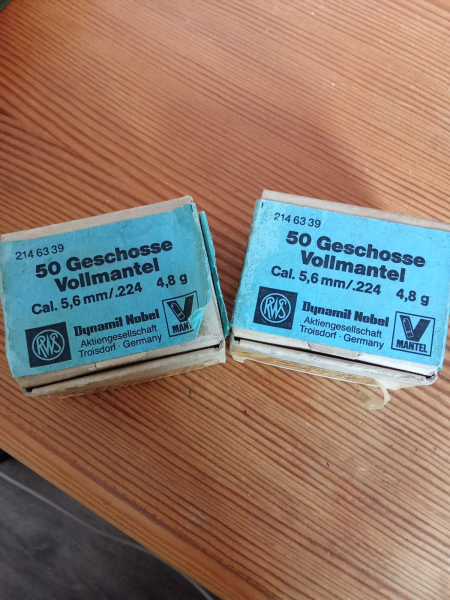 214 63 39
50 Geschosse
Vollmantel
Cal. 5,6 mm/.224 4,8 g
RWS
Dynamit Nobel
Aktiengesellschaft
Troisdorf · Germany
V
MANTEL
214 63 39
50 Geschosse
Vollmantel
Cal. 5,6 mm/.224 4,8 g
RWS
Dynamit Nobel
Aktiengesellschaft
Troisdorf · Germany
V
MANTEL